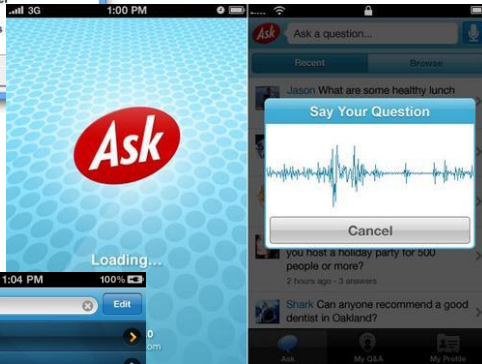 3G 1:00 PM
Ask
Loading...
1:04 PM 100%
Edit
Ask Ask a question...
Recent Browse
Jason What are some healthy lunch
Say Your Question
Cancel
you host a holiday party for 500
people or more?
2 hours ago - 3 answers
Shark Can anyone recommend a good
dentist in Oakland?
Ask My Q&A My Profile